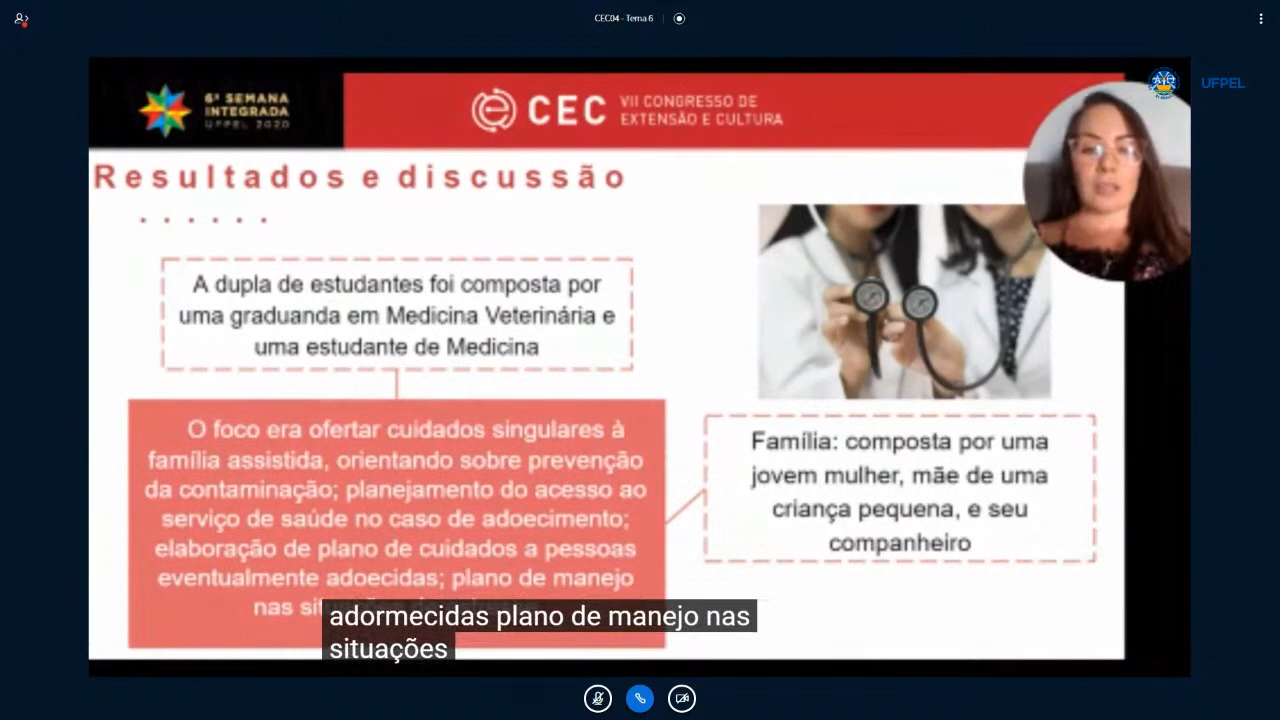 CEC04 - Tema 6
6ª SEMANA
INTEGRADA
UFPEL 2020
CEC
VII CONGRESSO DE
EXTENSÃO E CULTURA
UFPEL
Resultados e discussão
A dupla de estudantes foi composta por
uma graduanda em Medicina Veterinária e
uma estudante de Medicina
O foco era ofertar cuidados singulares à
família assistida, orientando sobre prevenção
da contaminação; planejamento do acesso ao
serviço de saúde no caso de adoecimento;
elaboração de plano de cuidados a pessoas
eventualmente adoecidas; plano de manejo
nas
Família: composta por uma
jovem mulher, mãe de uma
criança pequena, e seu
companheiro
adormecidas plano de manejo nas
situações